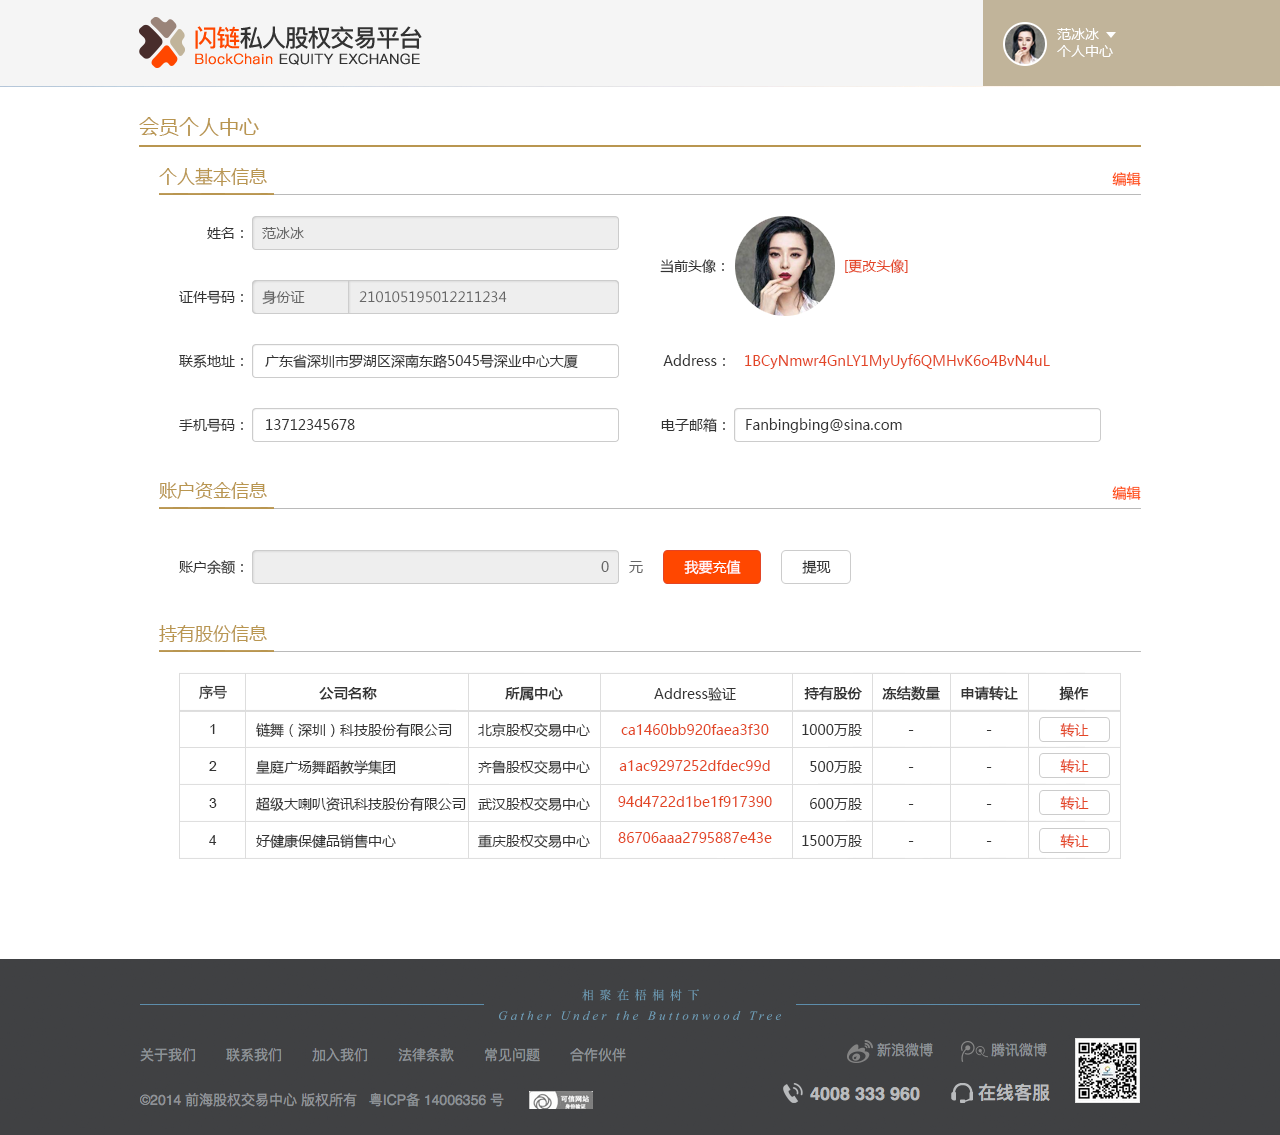 闪链私人股权交易平台
BlockChain EQUITY EXCHANGE
范冰冰
个人中心
会员个人中心
个人基本信息 编辑
姓名： 范冰冰
当前头像： [更改头像]
证件号码： 身份证 210105195012211234
联系地址： 广东省深圳市罗湖区深南东路5045号深业中心大厦
Address： 1BCyNmwr4GnLY1MyUyf6QMHvK6o4BvN4uL
手机号码： 13712345678
电子邮箱： Fanbingbing@sina.com
账户资金信息 编辑
账户余额： 0 元 我要充值 提现
持有股份信息
序号 公司名称 所属中心 Address验证 持有股份 冻结数量 申请转让 操作
1 链舞（深圳）科技股份有限公司 北京股权交易中心 ca1460bb920faea3f30 1000万股 - - 转让
2 皇庭广场舞蹈教学集团 齐鲁股权交易中心 a1ac9297252dfdec99d 500万股 - - 转让
3 超级大喇叭资讯科技股份有限公司 武汉股权交易中心 94d4722d1be1f917390 600万股 - - 转让
4 好健康保健品销售中心 重庆股权交易中心 86706aaa2795887e43e 1500万股 - - 转让
相聚在梧桐树下
Gather Under the Buttonwood Tree
关于我们 联系我们 加入我们 法律条款 常见问题 合作伙伴
新浪微博 腾讯微博
©2014 前海股权交易中心 版权所有 粤ICP备 14006356 号
可信网站
身份验证
4008 333 960 在线客服